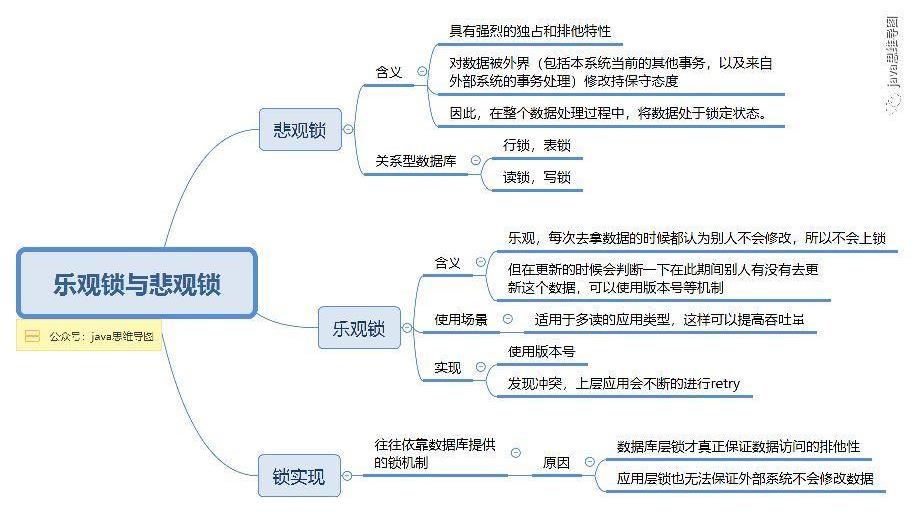 具有强烈的独占和排他特性
对数据被外界（包括本系统当前的其他事务，以及来自
外部系统的事务处理）修改持保守态度
因此，在整个数据处理过程中，将数据处于锁定状态。
含义
悲观锁
关系型数据库
行锁，表锁
读锁，写锁
乐观锁与悲观锁
公众号：java思维导图
乐观，每次去拿数据的时候都认为别人不会修改，所以不会上锁
含义
但在更新的时候会判断一下在此期间别人有没有去更
新这个数据，可以使用版本号等机制
乐观锁
使用场景
适用于多读的应用类型，这样可以提高吞吐虽
实现
使用版本号
发现冲突，上层应用会不断的进行retry
锁实现
往往依靠数据库提供
的锁机制
原因
数据库层锁才真正保证数据访问的排他性
应用层锁也无法保证外部系统不会修改数据
java思维导图